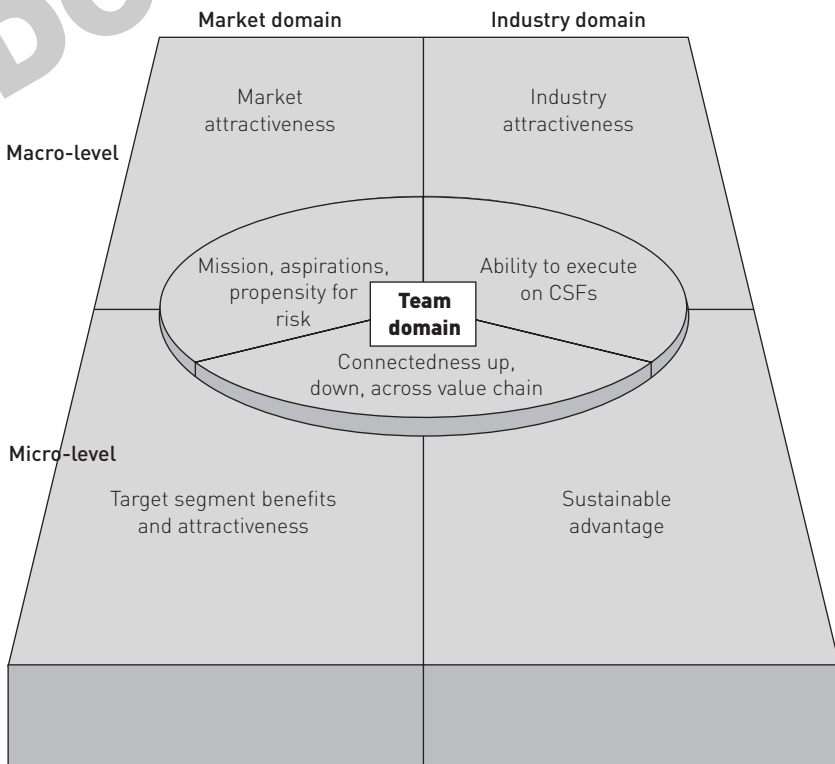 Market domain
Industry domain
Market
attractiveness
Industry
attractiveness
Macro-level
Mission, aspirations,
propensity for
risk
Ability to execute
on CSFs
Team
domain
Connectedness up,
down, across value chain
Micro-level
Target segment benefits
and attractiveness
Sustainable
advantage